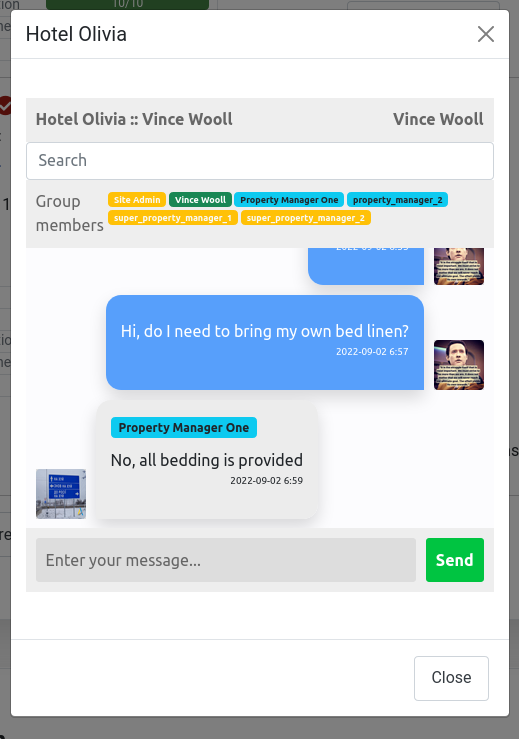 10/10
Hotel Olivia
Hotel Olivia :: Vince Wooll
Vince Wooll
Search
Group members
Site Admin Vince Wooll Property Manager One property_manager_2
super_property_manager_1 super_property_manager_2
Hi, do I need to bring my own bed linen?
2022-09-02 6:57
Property Manager One
No, all bedding is provided
2022-09-02 6:59
Enter your message...
Send
Close